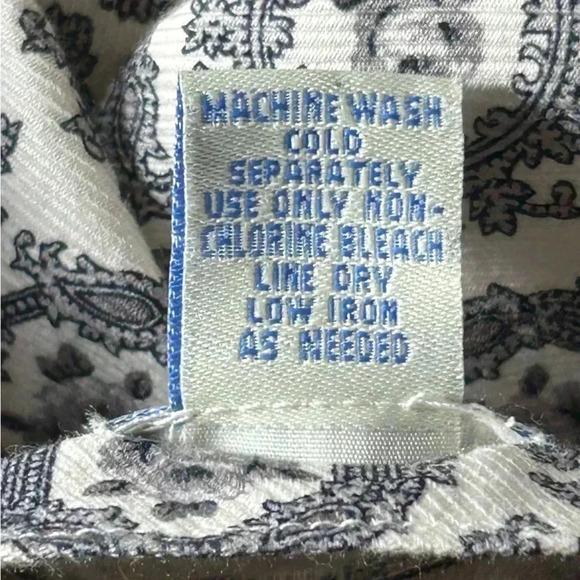 MACHINE WASH
COLD
SEPARATELY
USE ONLY NON-
CHLORINE BLEACH
LINE DRY
LOW IRON
AS NEEDED